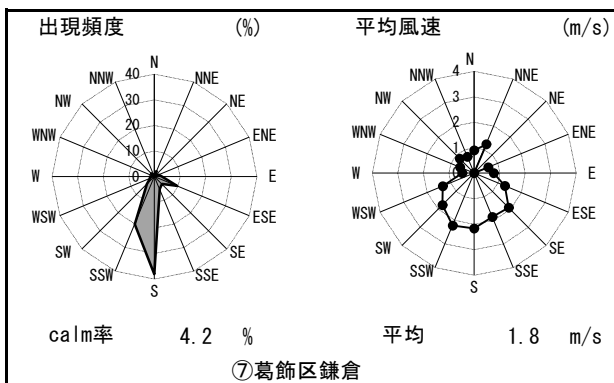 出現頻度 (%)
N
NNW NNE
NW NE
WNW ENE
W E
WSW ESE
SW SE
SSW SSE
S
40
30
20
10
0
calm率 4.2 %
平均風速 (m/s)
N
NNW NNE
NW NE
WNW ENE
W E
WSW ESE
SW SE
SSW SSE
S
4
3
2
1
0
平均 1.8 m/s
⑦葛飾区鎌倉